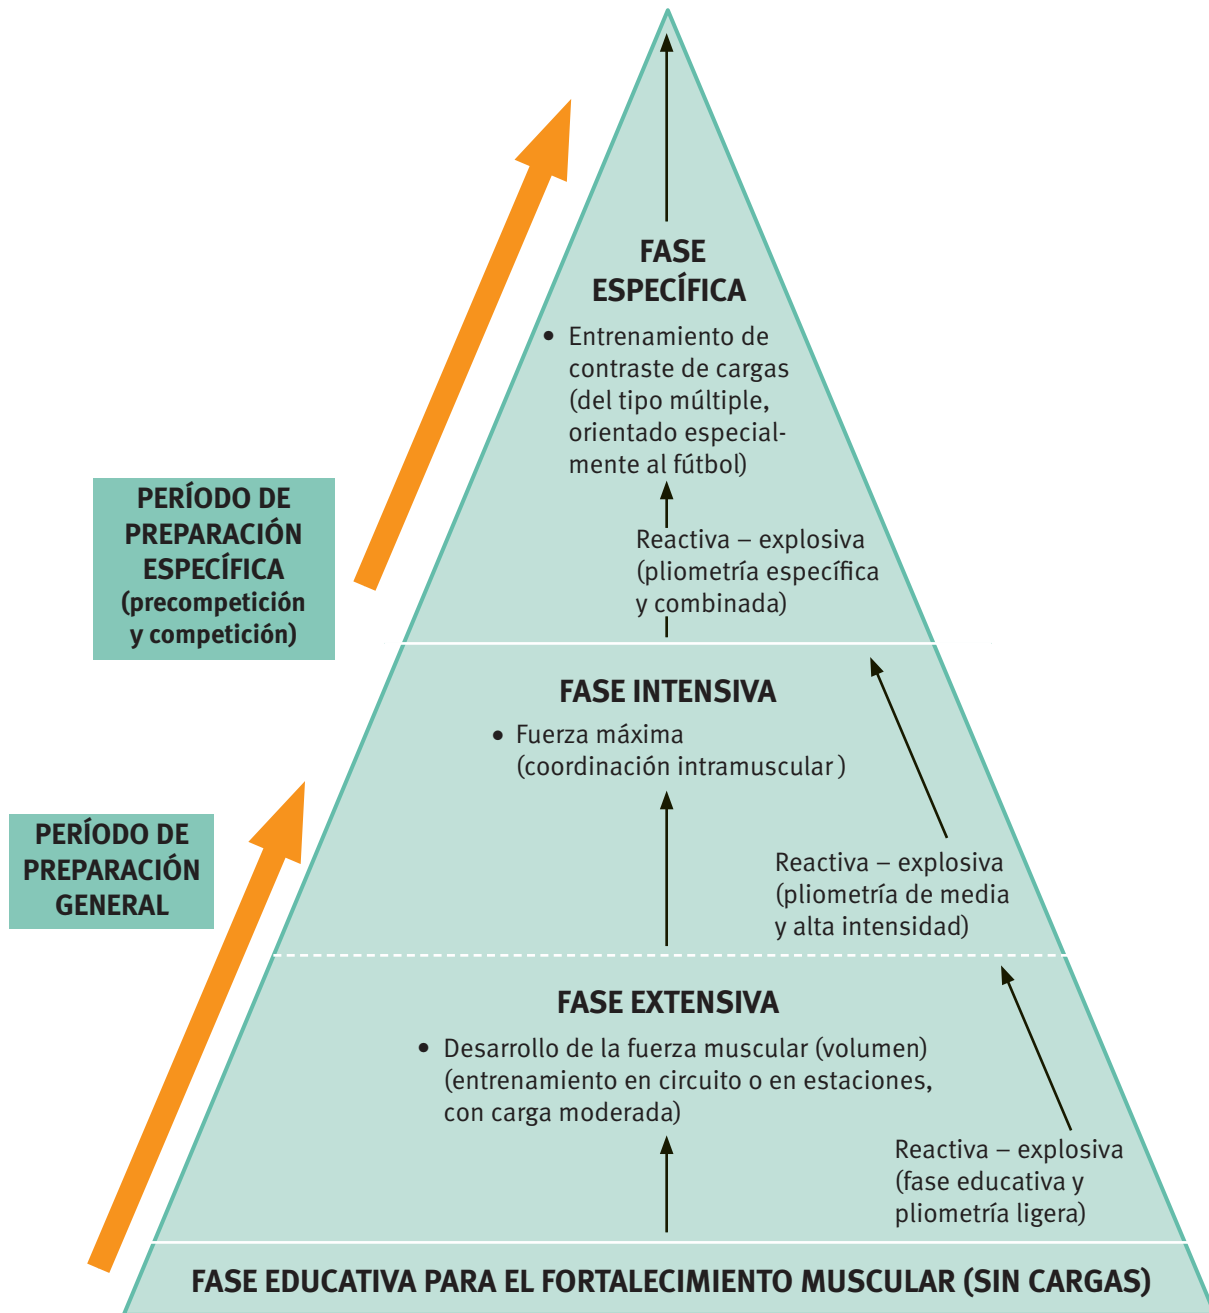 FASE
ESPECÍFICA
• Entrenamiento de
contraste de cargas
(del tipo múltiple,
orientado especial-
mente al fútbol)
PERÍODO DE
PREPARACIÓN
ESPECÍFICA
(precompetición
y competición)
Reactiva – explosiva
(pliometría específica
y combinada)
FASE INTENSIVA
• Fuerza máxima
(coordinación intramuscular )
PERÍODO DE
PREPARACIÓN
GENERAL
Reactiva – explosiva
(pliometría de media
y alta intensidad)
FASE EXTENSIVA
• Desarrollo de la fuerza muscular (volumen)
(entrenamiento en circuito o en estaciones,
con carga moderada)
Reactiva – explosiva
(fase educativa y
pliometría ligera)
FASE EDUCATIVA PARA EL FORTALECIMIENTO MUSCULAR (SIN CARGAS)